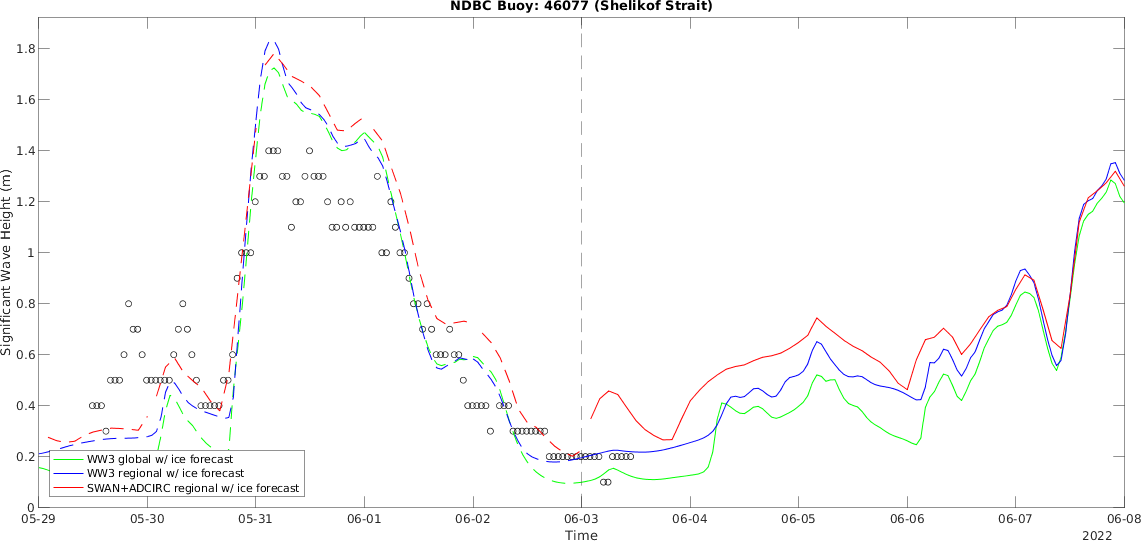 NDBC Buoy: 46077 (Shelikof Strait)
Significant Wave Height (m)
1.8
1.6
1.4
1.2
1
0.8
0.6
0.4
0.2
0
WW3 global w/ ice forecast
WW3 regional w/ ice forecast
SWAN+ADCIRC regional w/ ice forecast
05-29 05-30 05-31 06-01 06-02 06-03 06-04 06-05 06-06 06-07 06-08
Time
2022